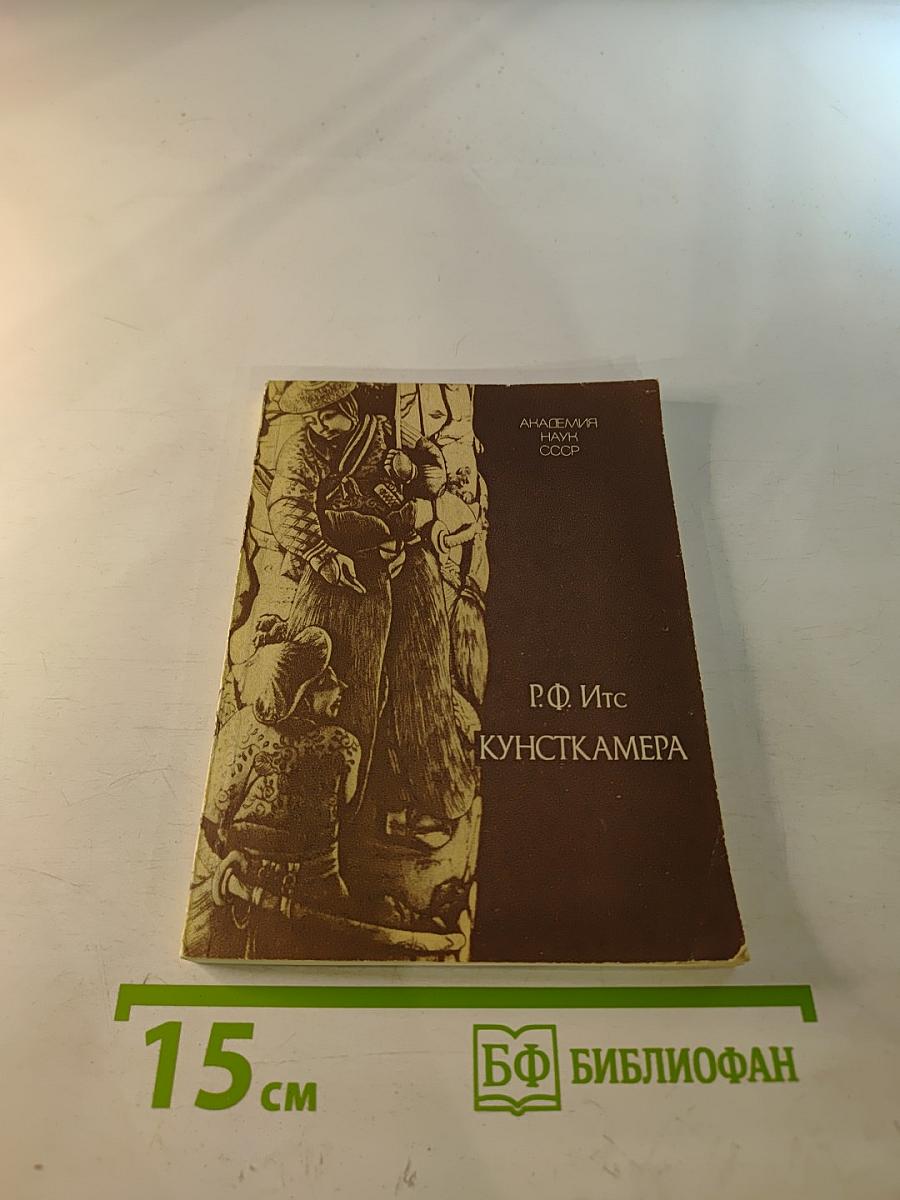 АКАДЕМИЯ
НАУК
СССР
Р.Ф. Итс
КУНСТКАМЕРА
15 см
БФ БИБЛИОФАН